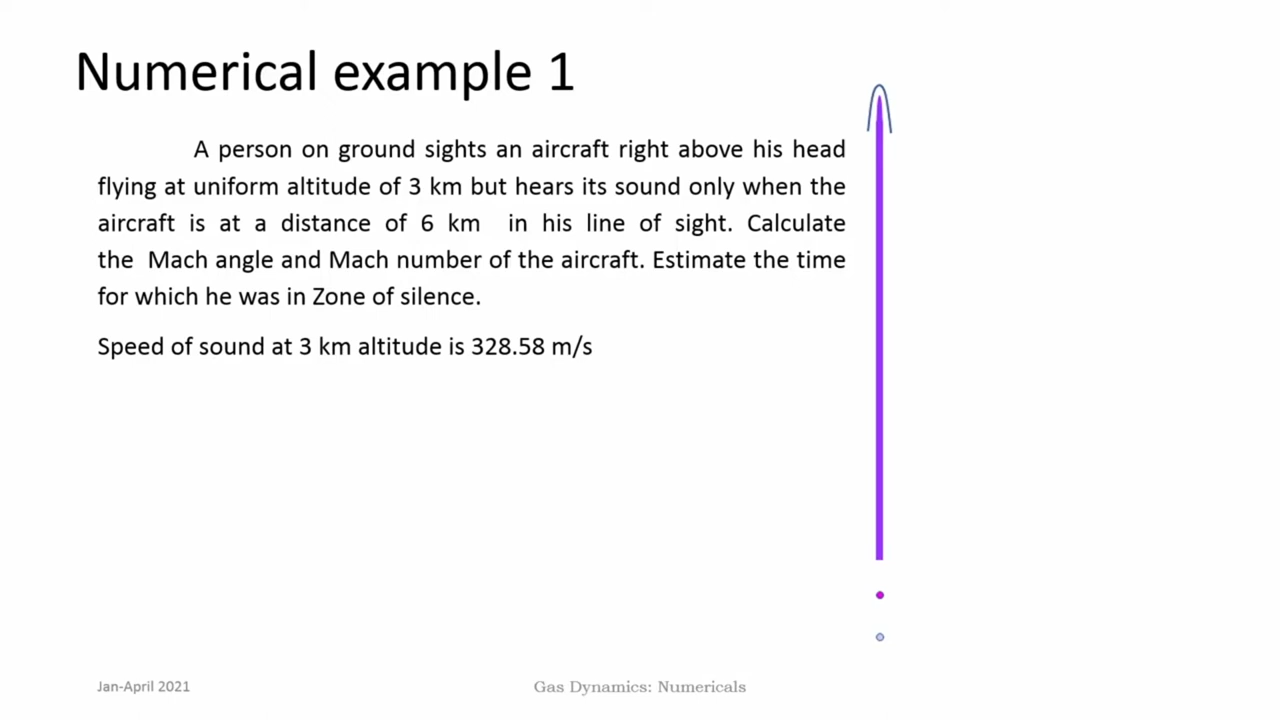 Numerical example 1
A person on ground sights an aircraft right above his head
flying at uniform altitude of 3 km but hears its sound only when the
aircraft is at a distance of 6 km in his line of sight. Calculate
the Mach angle and Mach number of the aircraft. Estimate the time
for which he was in Zone of silence.
Speed of sound at 3 km altitude is 328.58 m/s
Jan-April 2021
Gas Dynamics: Numericals